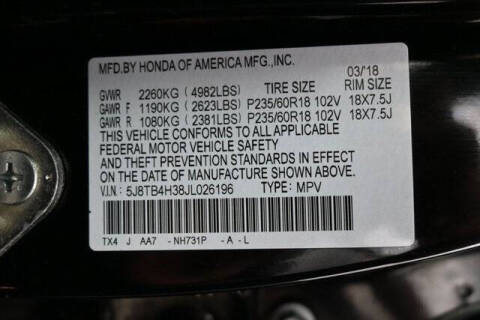 MFD.BY HONDA OF AMERICA MFG.,INC.
03/18
GVWR 2260KG (4982LBS) TIRE SIZE RIM SIZE
GAWR F 1190KG (2623LBS) P235/60R18 102V 18X7.5J
GAWR R 1080KG (2381LBS) P235/60R18 102V 18X7.5J
THIS VEHICLE CONFORMS TO ALL APPLICABLE
FEDERAL MOTOR VEHICLE SAFETY
AND THEFT PREVENTION STANDARDS IN EFFECT
ON THE DATE OF MANUFACTURE SHOWN ABOVE.
V.I.N: 5J8TB4H38JL026196 TYPE: MPV
TX4 J AA7 - NH731P - A - L